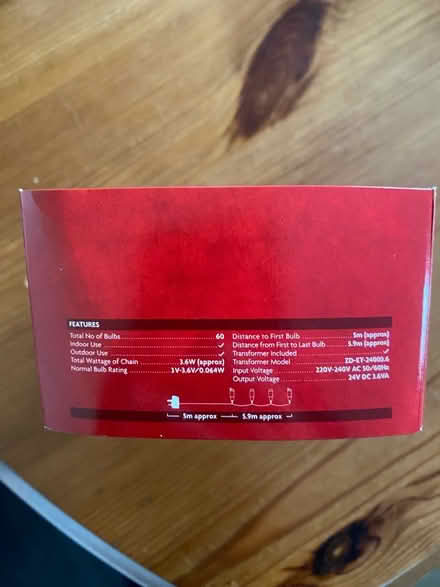 FEATURES
Total No of Bulbs 60
Indoor Use ✓
Outdoor Use ✓
Total Wattage of Chain 3.6W (approx)
Normal Bulb Rating 3V-3.6V/0.064W
Distance to First Bulb 5m (approx)
Distance from First to Last Bulb 5.9m (approx)
Transformer Included ✓
Transformer Model ZD-EY-24000.6
Input Voltage 220V-240V AC 50/60Hz
Output Voltage 24V DC 3.6VA
5m approx 5.9m approx